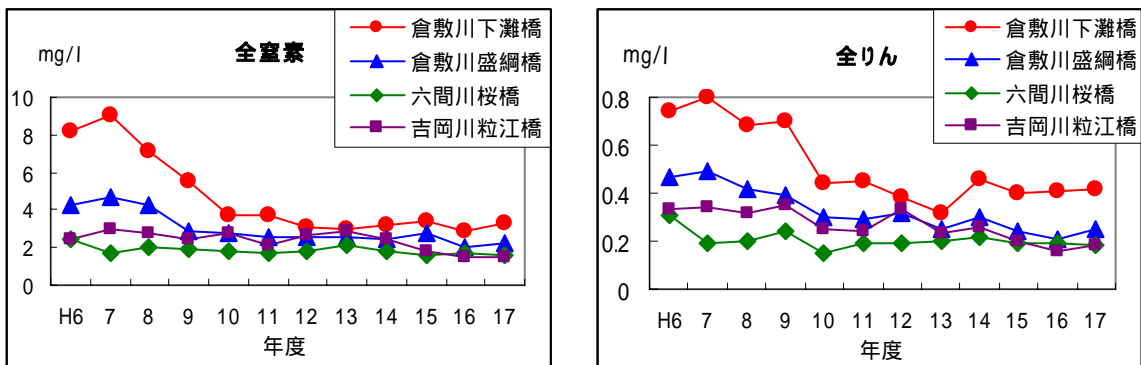 mg/l
全窒素
倉敷川下灘橋
倉敷川盛綱橋
六間川桜橋
吉岡川粒江橋
10
8
6
4
2
0
H6 7 8 9 10 11 12 13 14 15 16 17
年度
mg/l
全りん
倉敷川下灘橋
倉敷川盛綱橋
六間川桜橋
吉岡川粒江橋
0.8
0.6
0.4
0.2
0
H6 7 8 9 10 11 12 13 14 15 16 17
年度